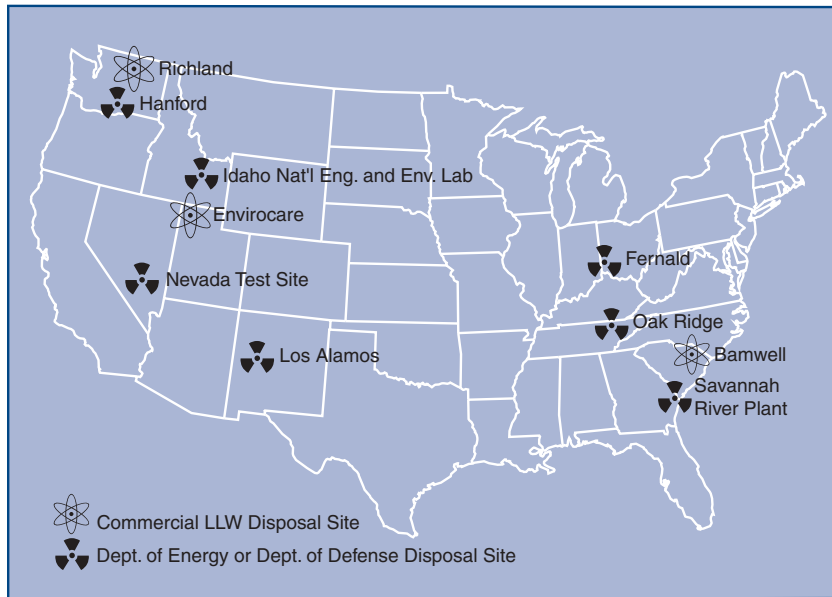 Richland
Hanford
Idaho Nat'l Eng. and Env. Lab
Envirocare
Nevada Test Site
Fernald
Oak Ridge
Los Alamos
Bamwell
Savannah
River Plant
Commercial LLW Disposal Site
Dept. of Energy or Dept. of Defense Disposal Site